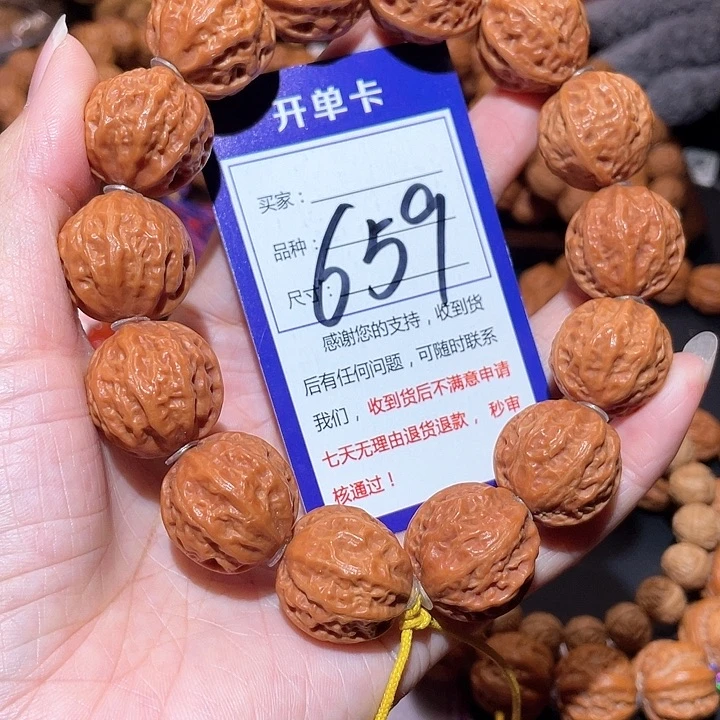 开单卡
买家：
品种：
尺寸：
659
感谢您的支持，收到货
后有任何问题，可随时联系
我们，收到货后不满意申请
七天无理由退货退款，秒审
核通过！